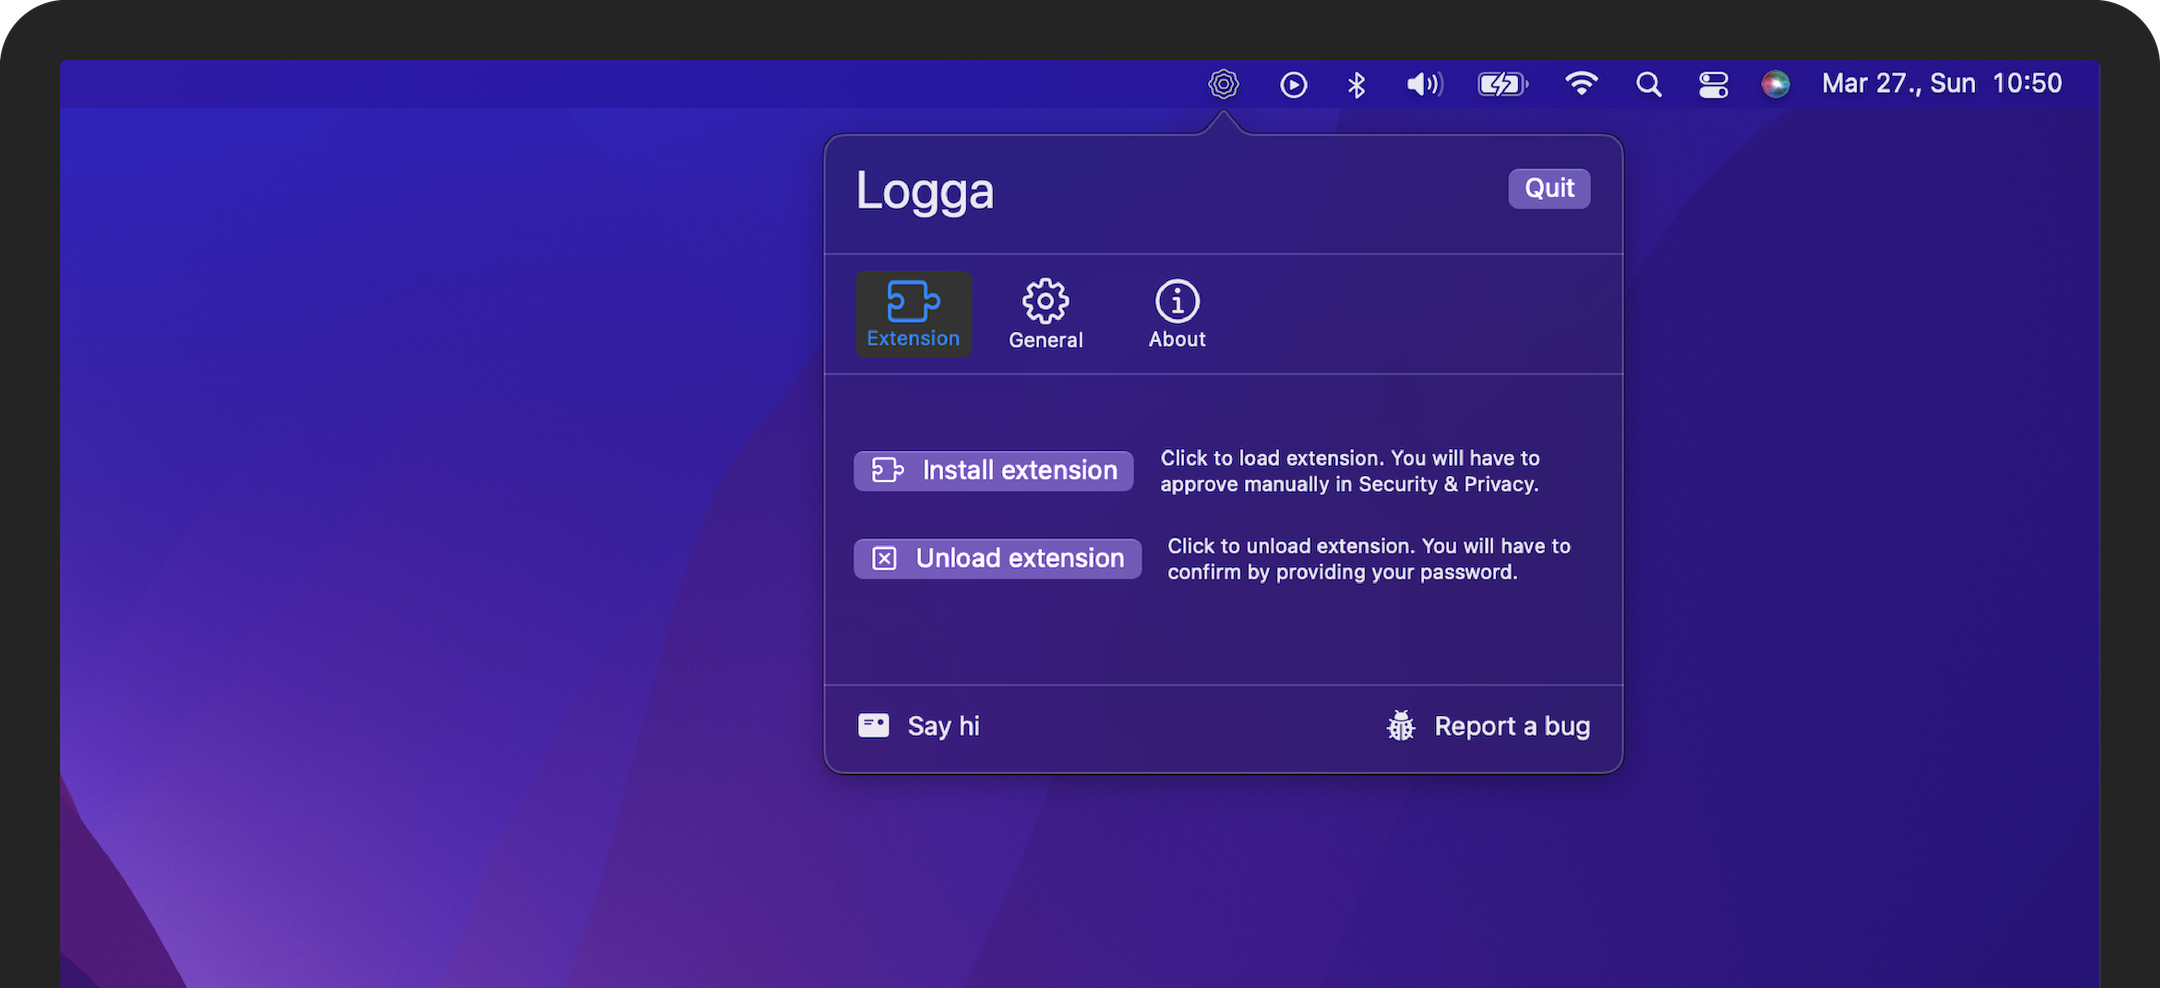 Mar 27., Sun 10:50
Logga
Quit
Extension
General
About
Install extension
Click to load extension. You will have to
approve manually in Security & Privacy.
Unload extension
Click to unload extension. You will have to
confirm by providing your password.
Say hi
Report a bug